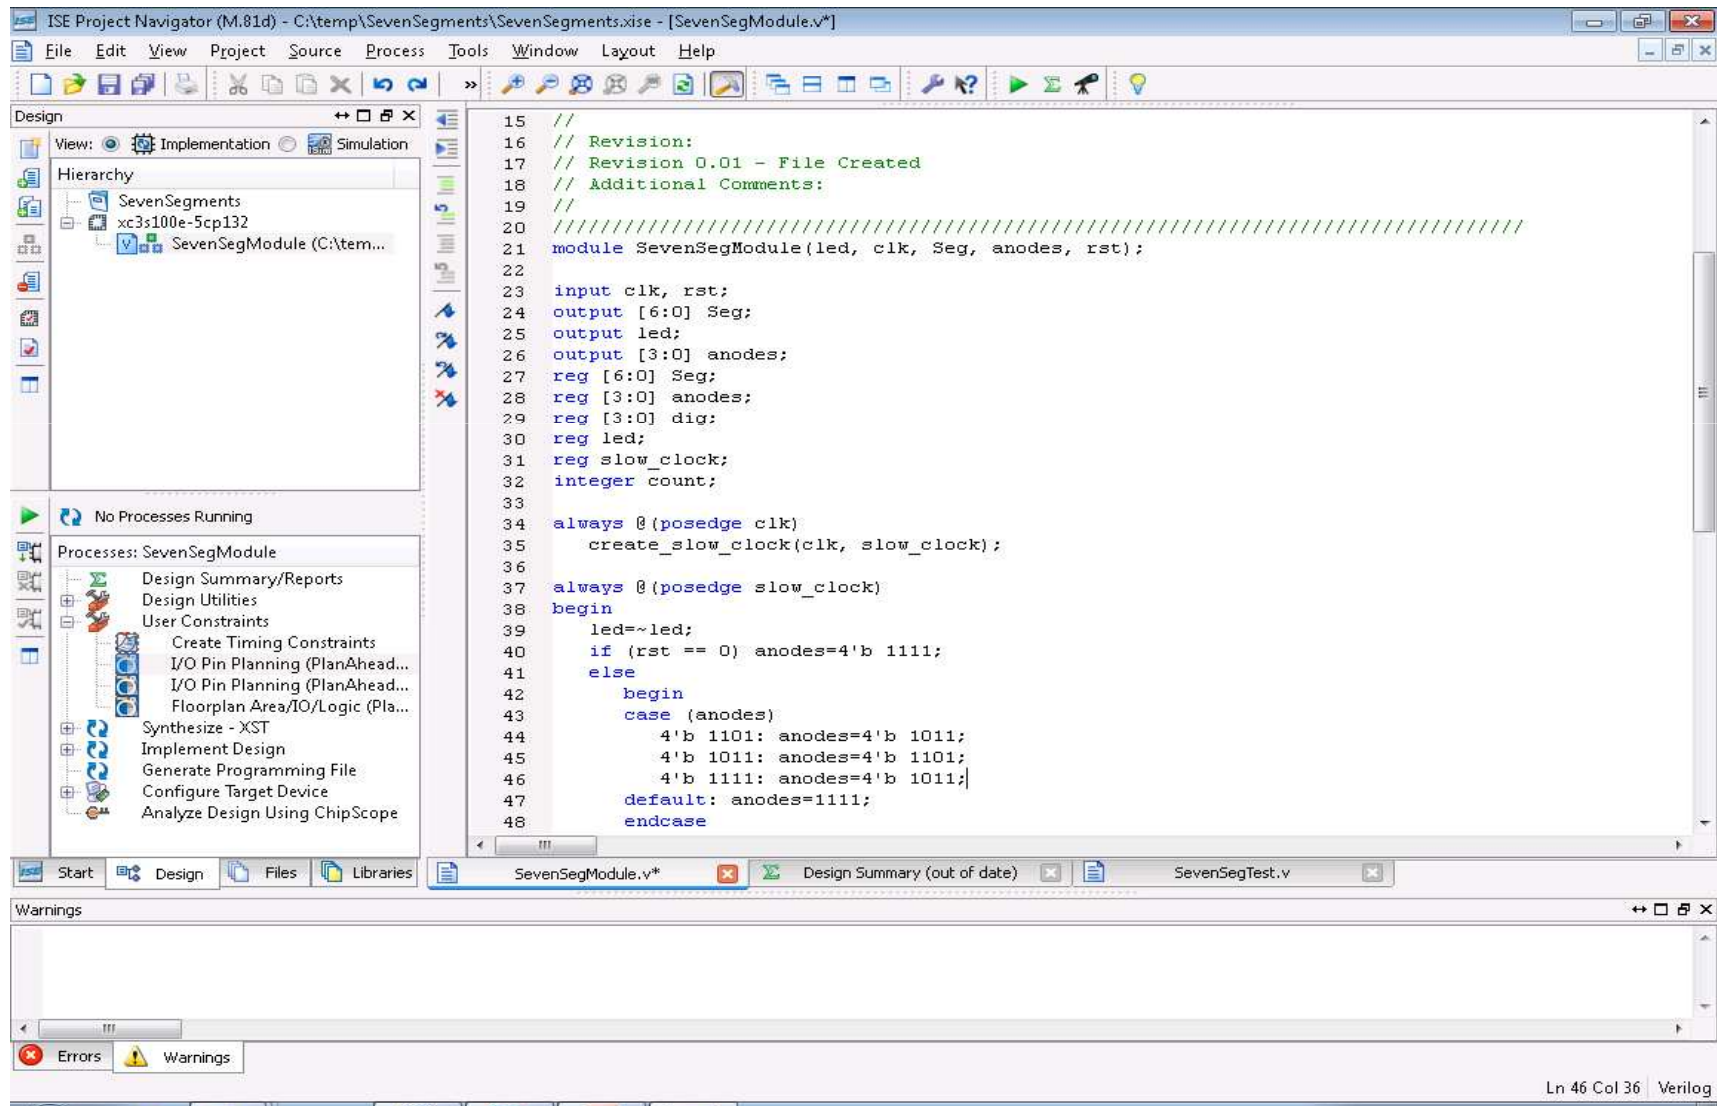 ISE Project Navigator (M.81d) - C:\temp\SevenSegments\SevenSegments.xise - [SevenSegModule.v*]
File Edit View Project Source Process Tools Window Layout Help
»
Design
View: Implementation Simulation
Hierarchy
SevenSegments
xc3s100e-5cp132
SevenSegModule (C:\tem...
No Processes Running
Processes: SevenSegModule
Design Summary/Reports
Design Utilities
User Constraints
Create Timing Constraints
I/O Pin Planning (PlanAhead...
I/O Pin Planning (PlanAhead...
Floorplan Area/IO/Logic (Pla...
Synthesize - XST
Implement Design
Generate Programming File
Configure Target Device
Analyze Design Using ChipScope
Start Design Files Libraries
15 //
16 // Revision:
17 // Revision 0.01 - File Created
18 // Additional Comments:
19 //
20 //////////////////////////////////////////////////////////////////////////////////
21 module SevenSegModule(led, clk, Seg, anodes, rst);
22
23 input clk, rst;
24 output [6:0] Seg;
25 output led;
26 output [3:0] anodes;
27 reg [6:0] Seg;
28 reg [3:0] anodes;
29 reg [3:0] dig;
30 reg led;
31 reg slow_clock;
32 integer count;
33
34 always @(posedge clk)
35 create_slow_clock(clk, slow_clock);
36
37 always @(posedge slow_clock)
38 begin
39 led=~led;
40 if (rst == 0) anodes=4'b 1111;
41 else
42 begin
43 case (anodes)
44 4'b 1101: anodes=4'b 1011;
45 4'b 1011: anodes=4'b 1101;
46 4'b 1111: anodes=4'b 1011;
47 default: anodes=1111;
48 endcase
SevenSegModule.v* Design Summary (out of date) SevenSegTest.v
Warnings
Errors Warnings
Ln 46 Col 36 Verilog